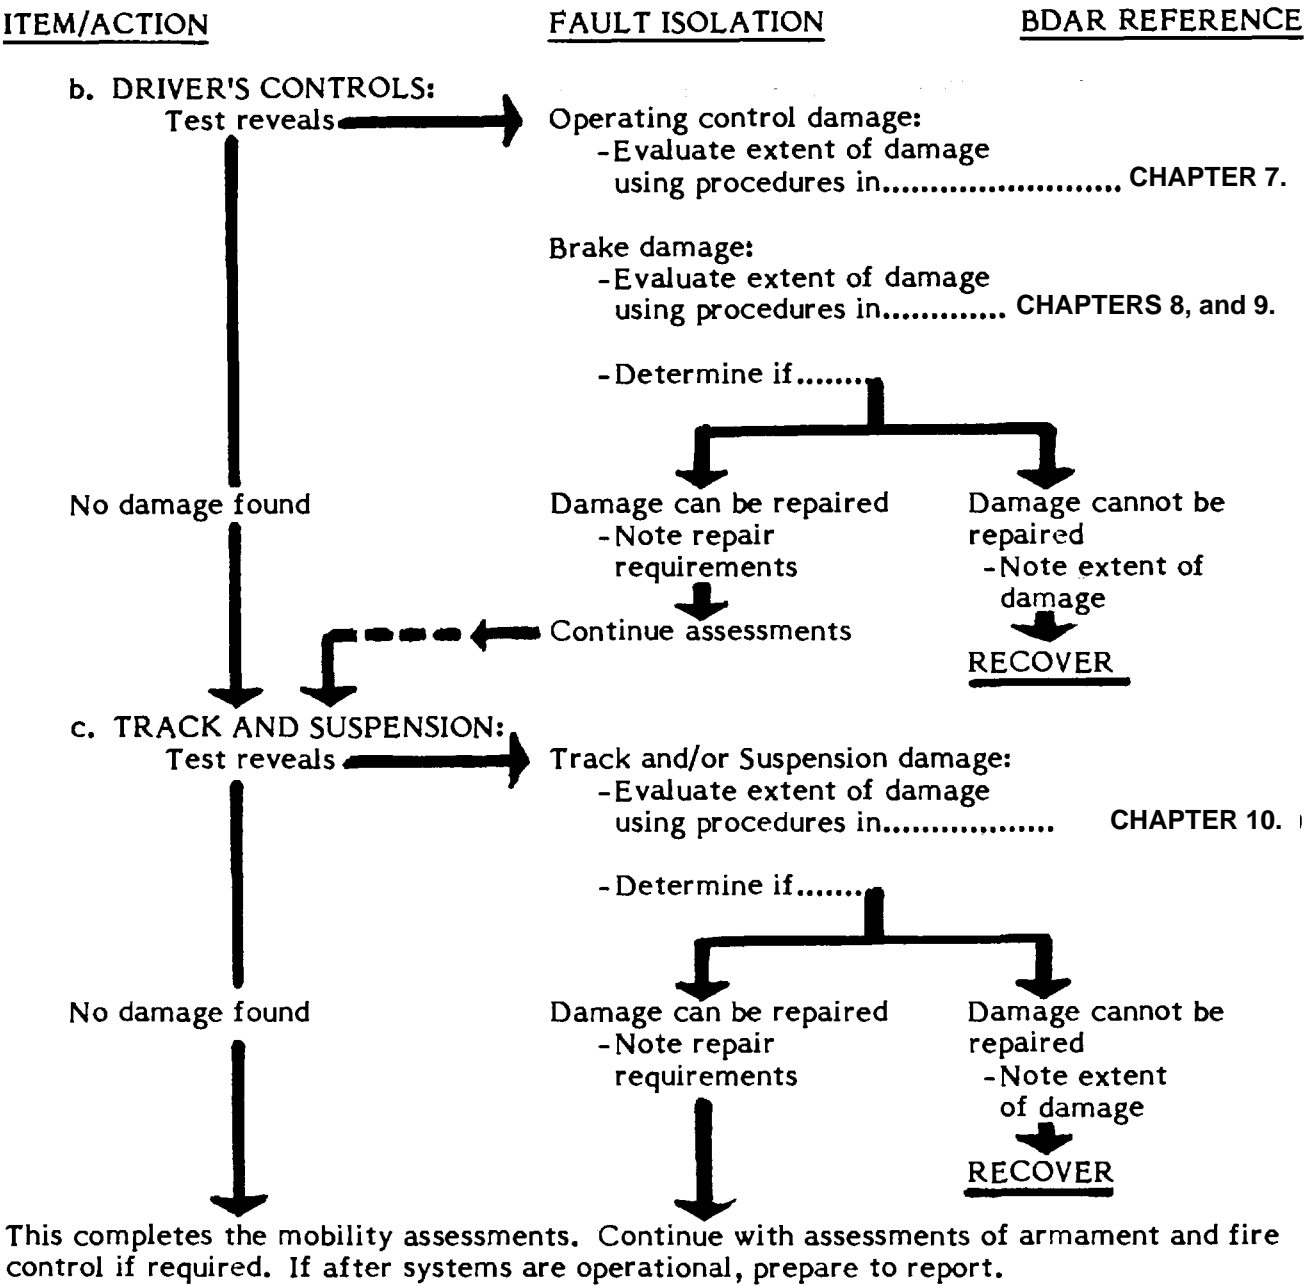 ITEM/ACTION FAULT ISOLATION BDAR REFERENCE
b. DRIVER'S CONTROLS:
Test reveals Operating control damage:
-Evaluate extent of damage
using procedures in......................... CHAPTER 7.
Brake damage:
-Evaluate extent of damage
using procedures in............. CHAPTERS 8, and 9.
-Determine if........
No damage found Damage can be repaired Damage cannot be
-Note repair repaired
requirements -Note extent of
damage
Continue assessments
RECOVER
c. TRACK AND SUSPENSION:
Test reveals Track and/or Suspension damage:
-Evaluate extent of damage
using procedures in.................. CHAPTER 10.
-Determine if.......
No damage found Damage can be repaired Damage cannot be
-Note repair repaired
requirements -Note extent
of damage
RECOVER
This completes the mobility assessments. Continue with assessments of armament and fire
control if required. If after systems are operational, prepare to report.